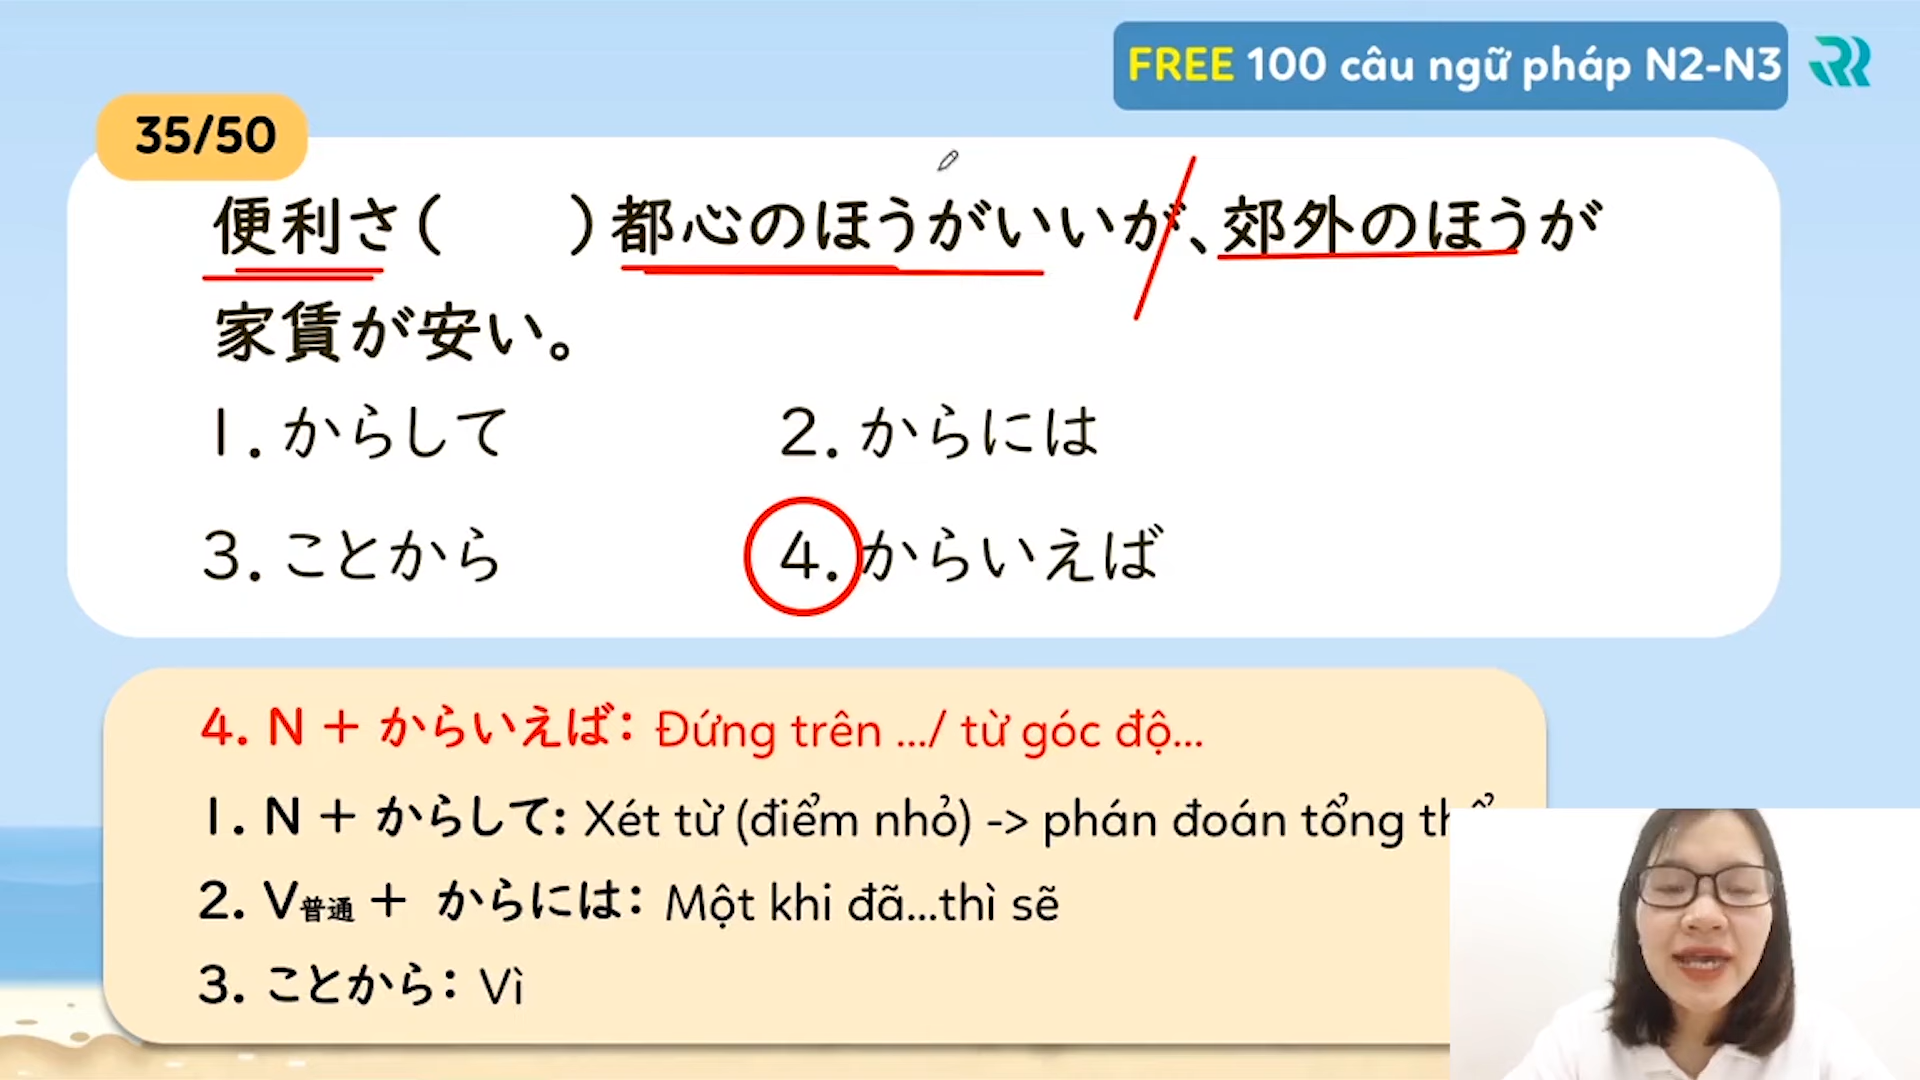 FREE 100 câu ngữ pháp N2-N3
35/50
便利さ( )都心のほうがいいが、郊外のほうが
家賃が安い。
1. からして
2. からには
3. ことから
4. からいえば
4. N + からいえば: Đứng trên .../ từ góc độ...
1. N + からして: Xét từ (điểm nhỏ) -> phán đoán tổng thể
2. V普通 + からには: Một khi đã...thì sẽ
3. ことから: Vì